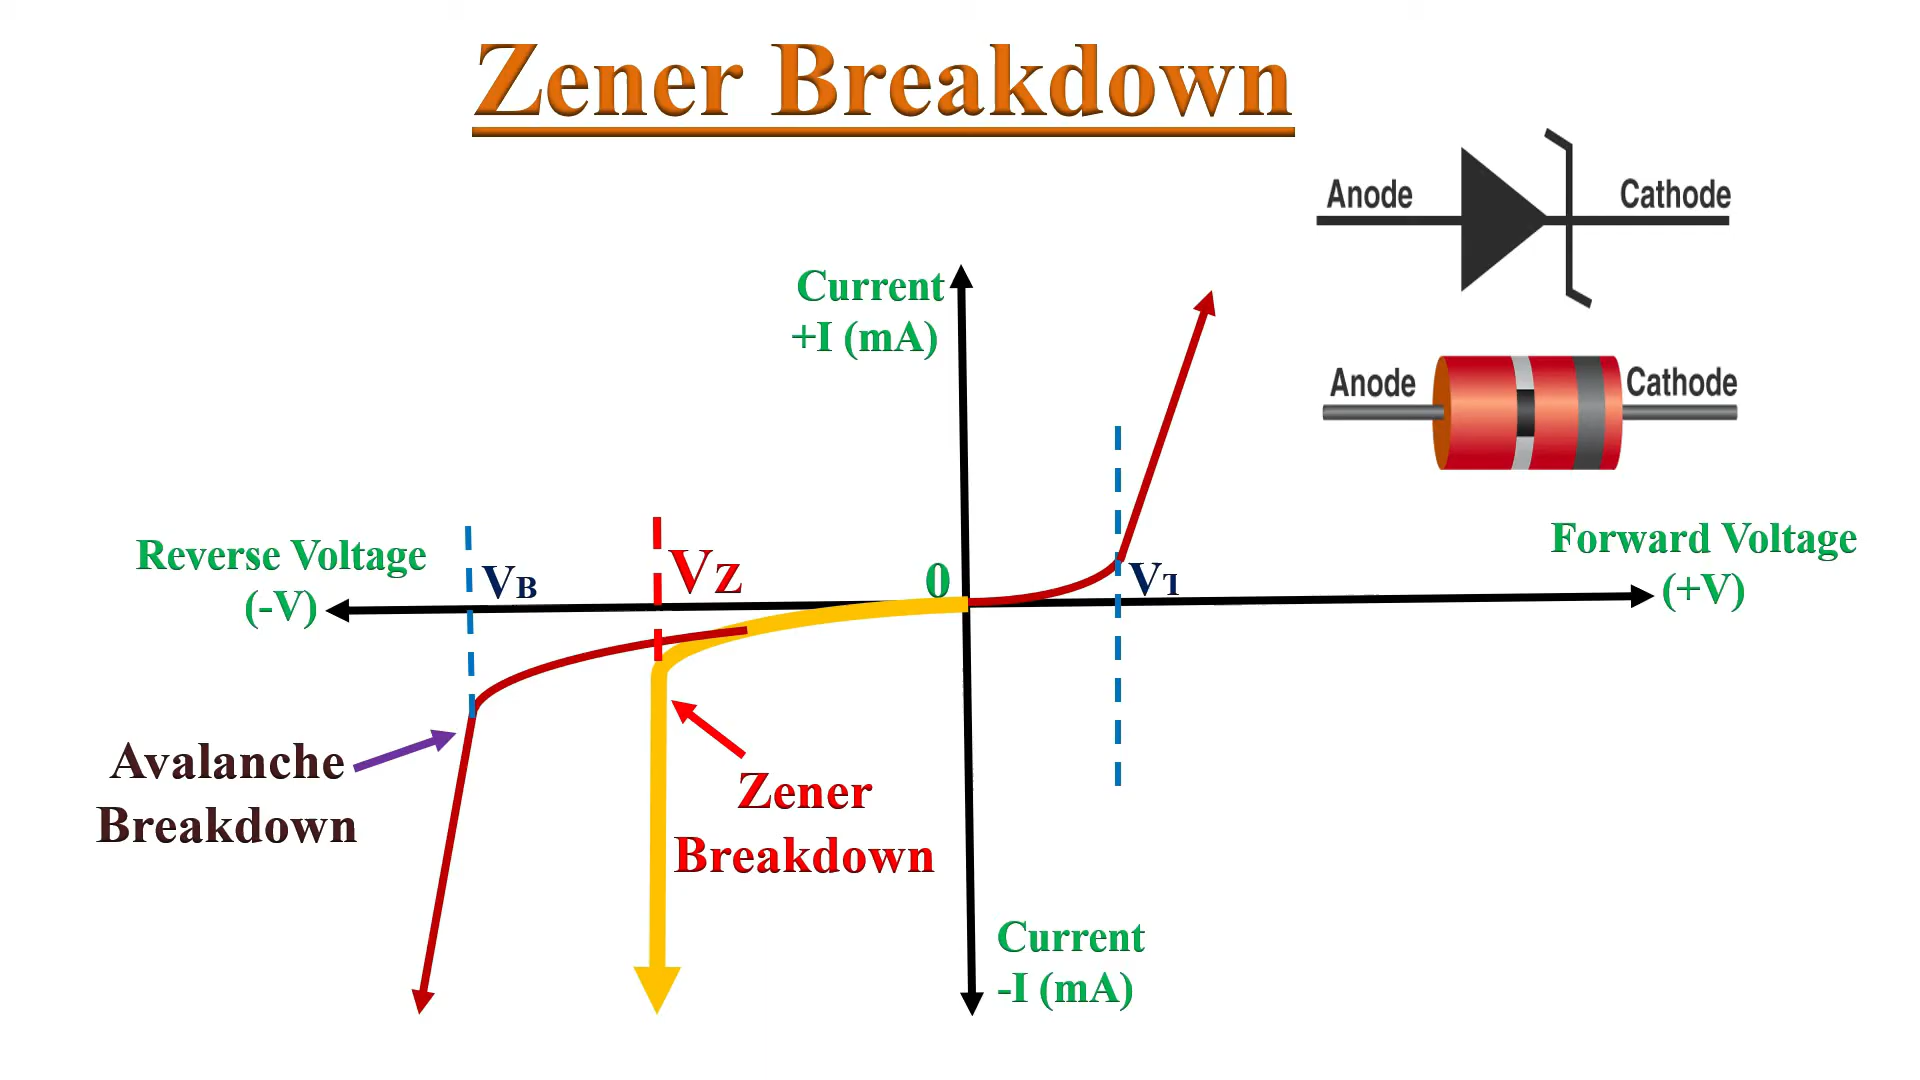 Zener Breakdown
Anode
Cathode
Current
+I (mA)
Anode
Cathode
Reverse Voltage
(-V)
VB
VZ
0
VT
Forward Voltage
(+V)
Avalanche
Breakdown
Zener
Breakdown
Current
-I (mA)